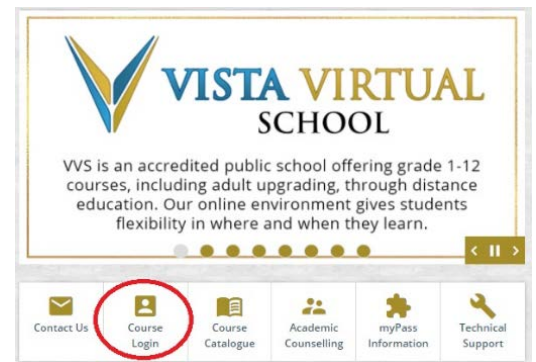 VISTA VIRTUAL
SCHOOL
VVS is an accredited public school offering grade 1-12
courses, including adult upgrading, through distance
education. Our online environment gives students
flexibility in where and when they learn.
Contact Us
Course
Login
Course
Catalogue
Academic
Counselling
myPass
Information
Technical
Support